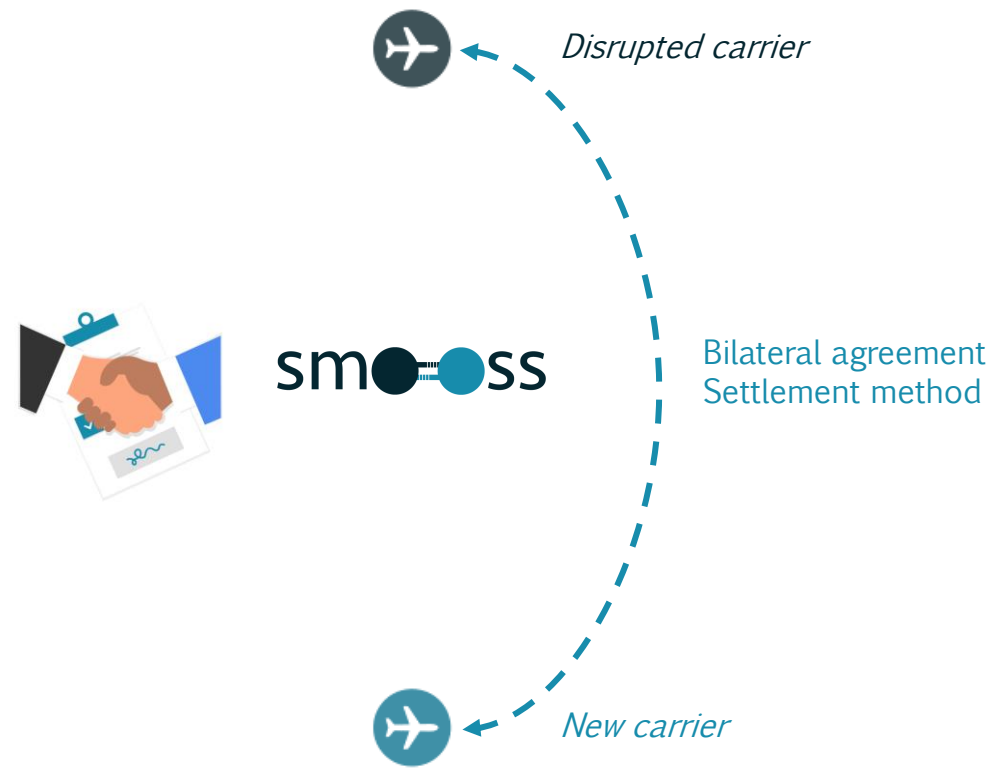 Disrupted carrier
smooss
Bilateral agreement
Settlement method
New carrier